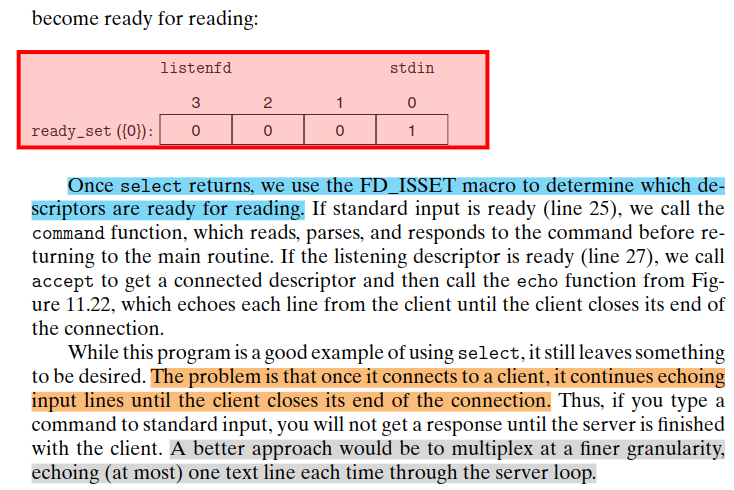 become ready for reading:
listenfd stdin
3 2 1 0
ready_set ({0}): 0 0 0 1
Once select returns, we use the FD_ISSET macro to determine which de-
scriptors are ready for reading. If standard input is ready (line 25), we call the
command function, which reads, parses, and responds to the command before re-
turning to the main routine. If the listening descriptor is ready (line 27), we call
accept to get a connected descriptor and then call the echo function from Fig-
ure 11.22, which echoes each line from the client until the client closes its end of
the connection.
While this program is a good example of using select, it still leaves something
to be desired. The problem is that once it connects to a client, it continues echoing
input lines until the client closes its end of the connection. Thus, if you type a
command to standard input, you will not get a response until the server is finished
with the client. A better approach would be to multiplex at a finer granularity,
echoing (at most) one text line each time through the server loop.